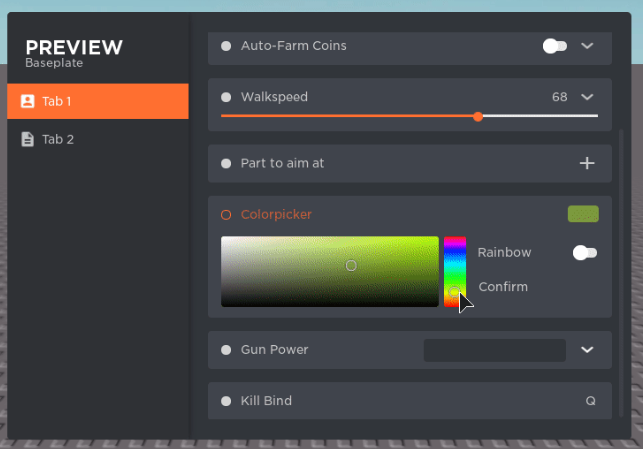 PREVIEW
Baseplate
Tab 1
Tab 2
Auto-Farm Coins
Walkspeed 68
Part to aim at
Colorpicker
Rainbow
Confirm
Gun Power
Kill Bind Q